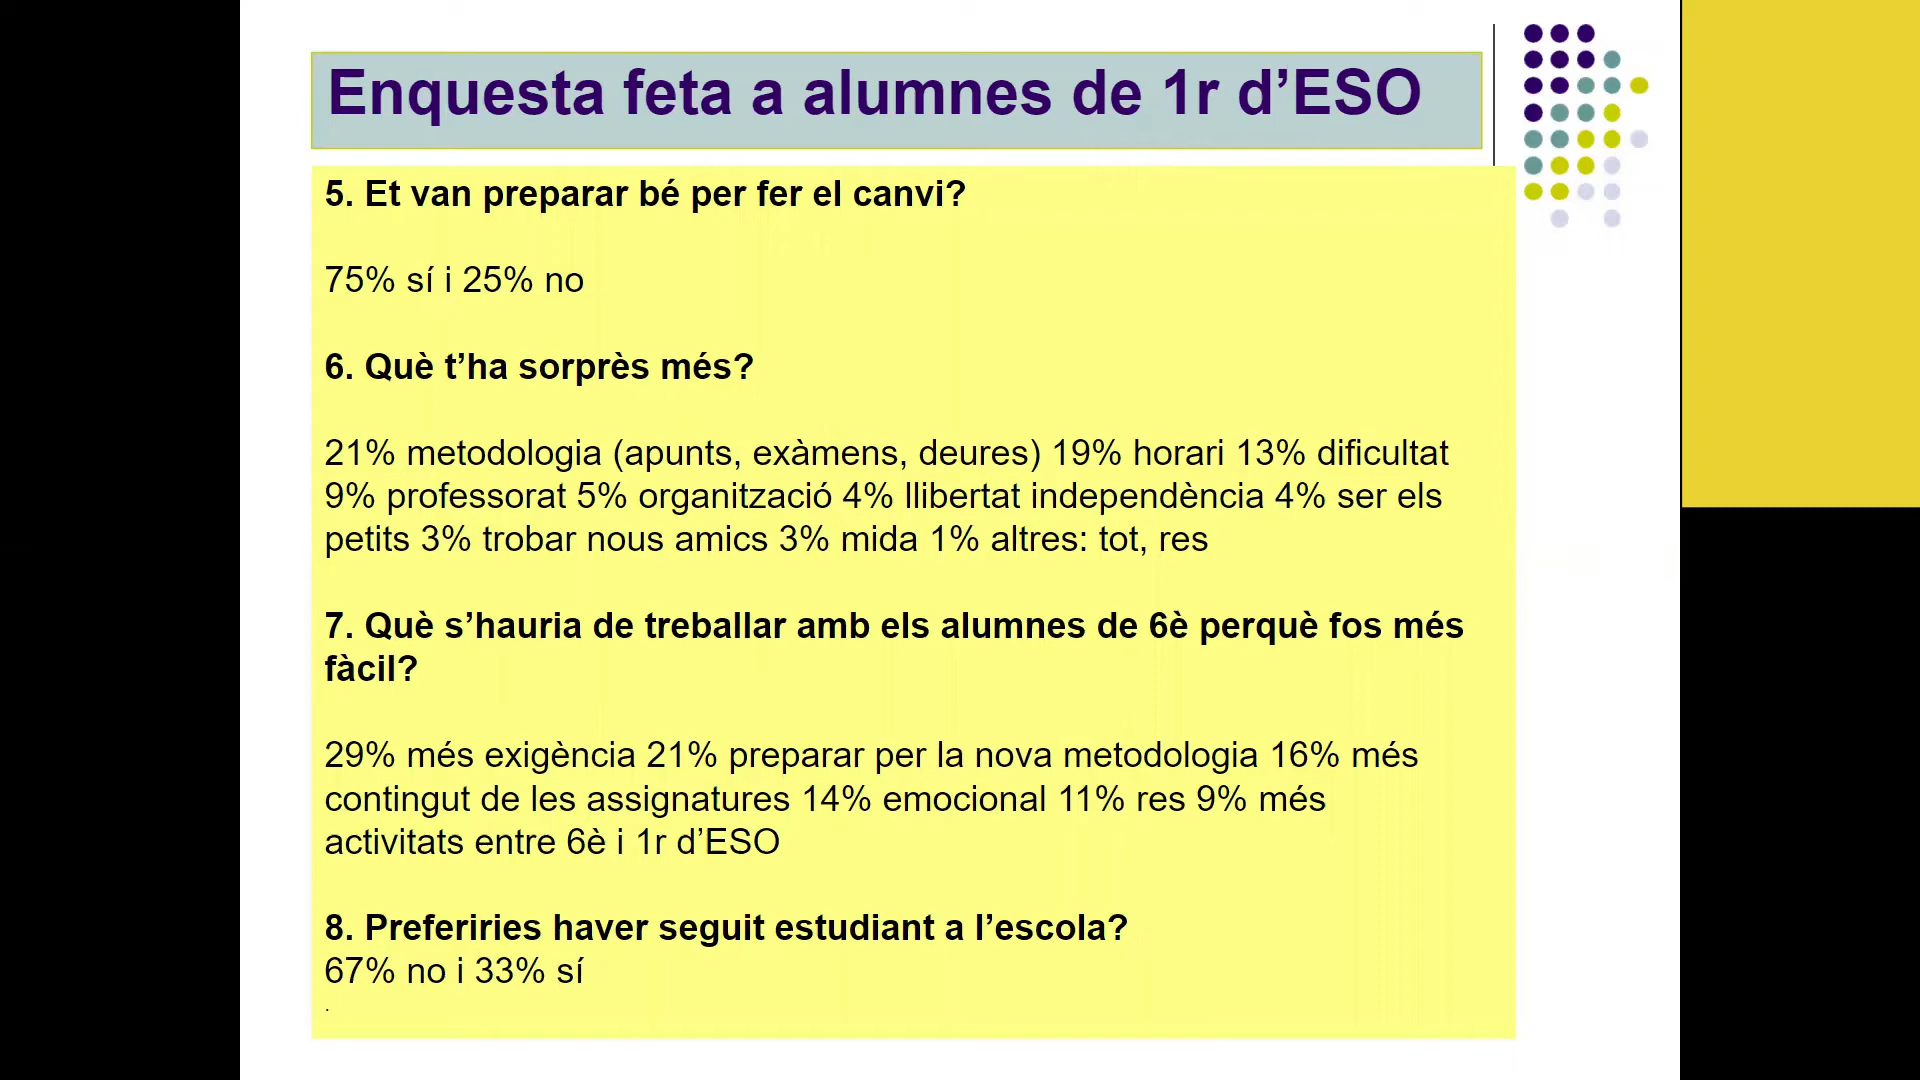 Enquesta feta a alumnes de 1r d’ESO
5. Et van preparar bé per fer el canvi?
75% sí i 25% no
6. Què t’ha sorprès més?
21% metodologia (apunts, exàmens, deures) 19% horari 13% dificultat
9% professorat 5% organització 4% llibertat independència 4% ser els
petits 3% trobar nous amics 3% mida 1% altres: tot, res
7. Què s’hauria de treballar amb els alumnes de 6è perquè fos més
fàcil?
29% més exigència 21% preparar per la nova metodologia 16% més
contingut de les assignatures 14% emocional 11% res 9% més
activitats entre 6è i 1r d’ESO
8. Preferiries haver seguit estudiant a l’escola?
67% no i 33% sí
.